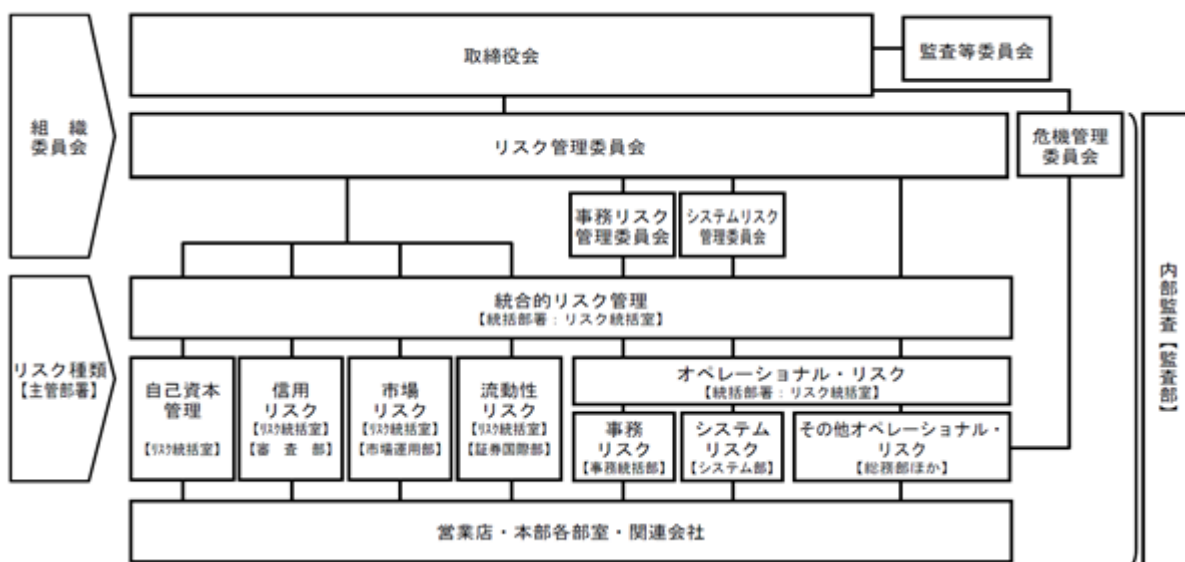 取締役会
監査等委員会
組　織
委員会
リスク管理委員会
危機管理
委員会
事務リスク
管理委員会
システムリスク
管理委員会
統合的リスク管理
【統括部署：リスク統括室】
リスク種類
【主管部署】
自己資本
管理
【リスク統括室】
信用
リスク
【リスク統括室】
【審　査　部】
市場
リスク
【リスク統括室】
【市場運用部】
流動性
リスク
【リスク統括室】
【証券国際部】
オペレーショナル・リスク
【統括部署：リスク統括室】
事務
リスク
【事務統括部】
システム
リスク
【システム部】
その他オペレーショナル・
リスク
【総務部ほか】
営業店・本部各部室・関連会社
内部監査【監査部】